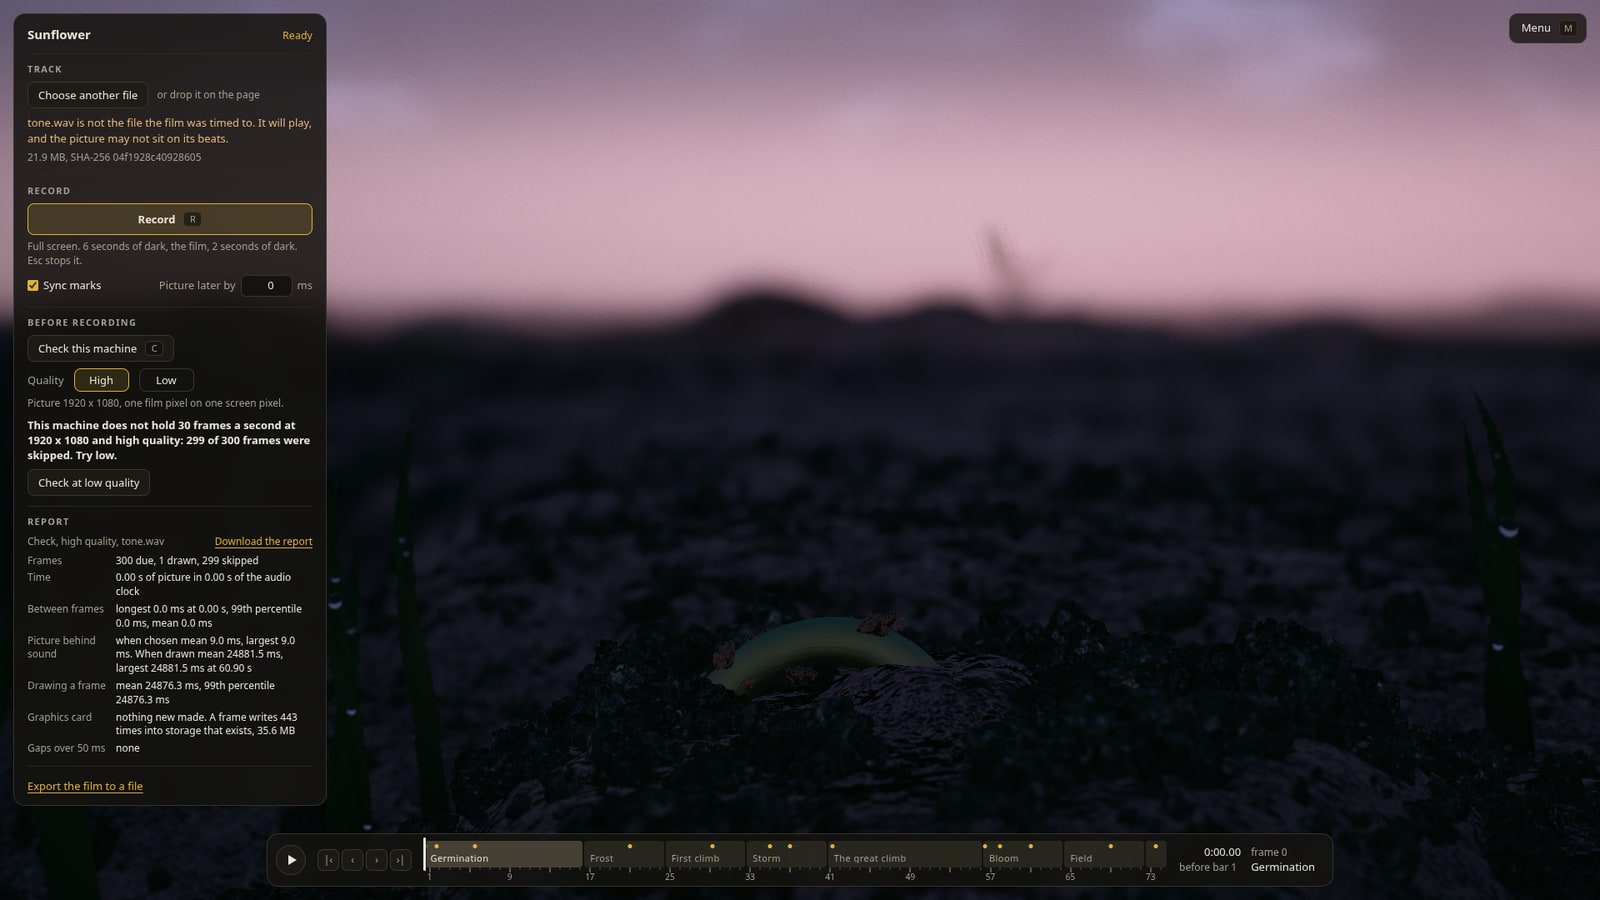 Sunflower
Ready
Menu M
TRACK
Choose another file
or drop it on the page
tone.wav is not the file the film was timed to. It will play,
and the picture may not sit on its beats.
21.9 MB, SHA-256 04f1928c40928605
RECORD
Record R
Full screen. 6 seconds of dark, the film, 2 seconds of dark.
Esc stops it.
Sync marks
Picture later by 0 ms
BEFORE RECORDING
Check this machine C
Quality High Low
Picture 1920 x 1080, one film pixel on one screen pixel.
This machine does not hold 30 frames a second at
1920 x 1080 and high quality: 299 of 300 frames were
skipped. Try low.
Check at low quality
REPORT
Check, high quality, tone.wav
Download the report
Frames
300 due, 1 drawn, 299 skipped
Time
0.00 s of picture in 0.00 s of the audio
clock
Between frames
longest 0.0 ms at 0.00 s, 99th percentile
0.0 ms, mean 0.0 ms
Picture behind
sound
when chosen mean 9.0 ms, largest 9.0
ms. When drawn mean 24881.5 ms,
largest 24881.5 ms at 60.90 s
Drawing a frame
mean 24876.3 ms, 99th percentile
24876.3 ms
Graphics card
nothing new made. A frame writes 443
times into storage that exists, 35.6 MB
Gaps over 50 ms
none
Export the film to a file
Germination Frost First climb Storm The great climb Bloom Field
1 9 17 25 33 41 49 57 65 73
0:00.00 frame 0
before bar 1 Germination